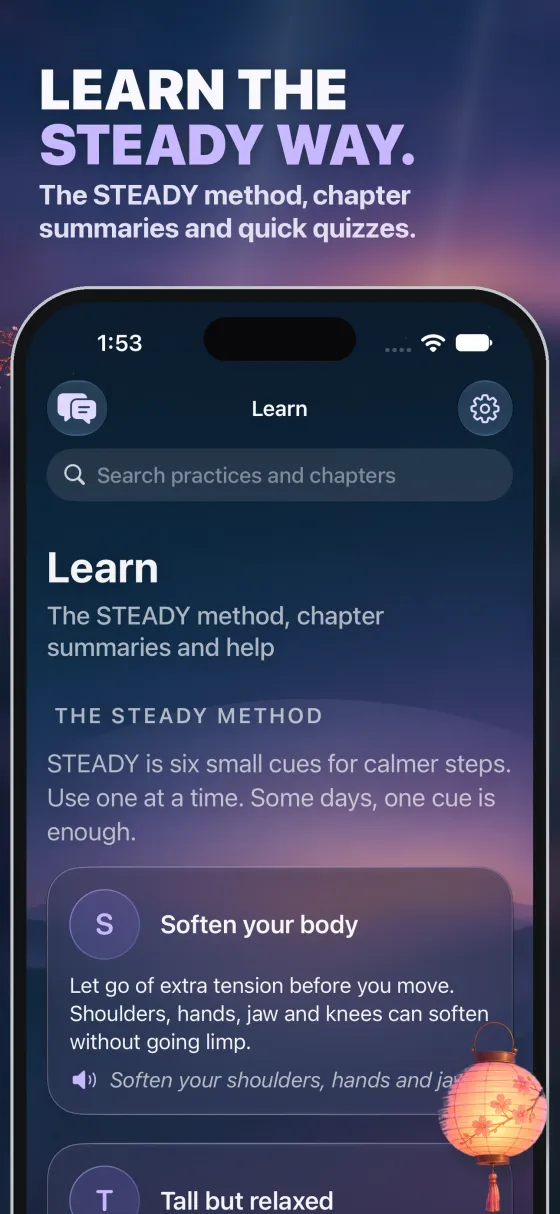 LEARN THE
STEADY WAY.
The STEADY method, chapter
summaries and quick quizzes.
1:53
Learn
Search practices and chapters
Learn
The STEADY method, chapter
summaries and help
THE STEADY METHOD
STEADY is six small cues for calmer steps.
Use one at a time. Some days, one cue is
enough.
S
Soften your body
Let go of extra tension before you move.
Shoulders, hands, jaw and knees can soften
without going limp.
Soften your shoulders, hands and
T
Tall but relaxed